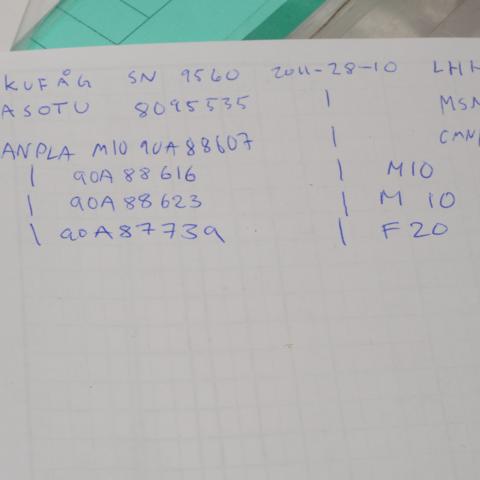 KUFÅG SN 9560 2011-28-10 LHH
ASOTU 8095535 | MSN
ANPLA M10 90A88607 | CMN
| 90A88616 | M10
| 90A88623 | M 10
| 90A87739 | F20